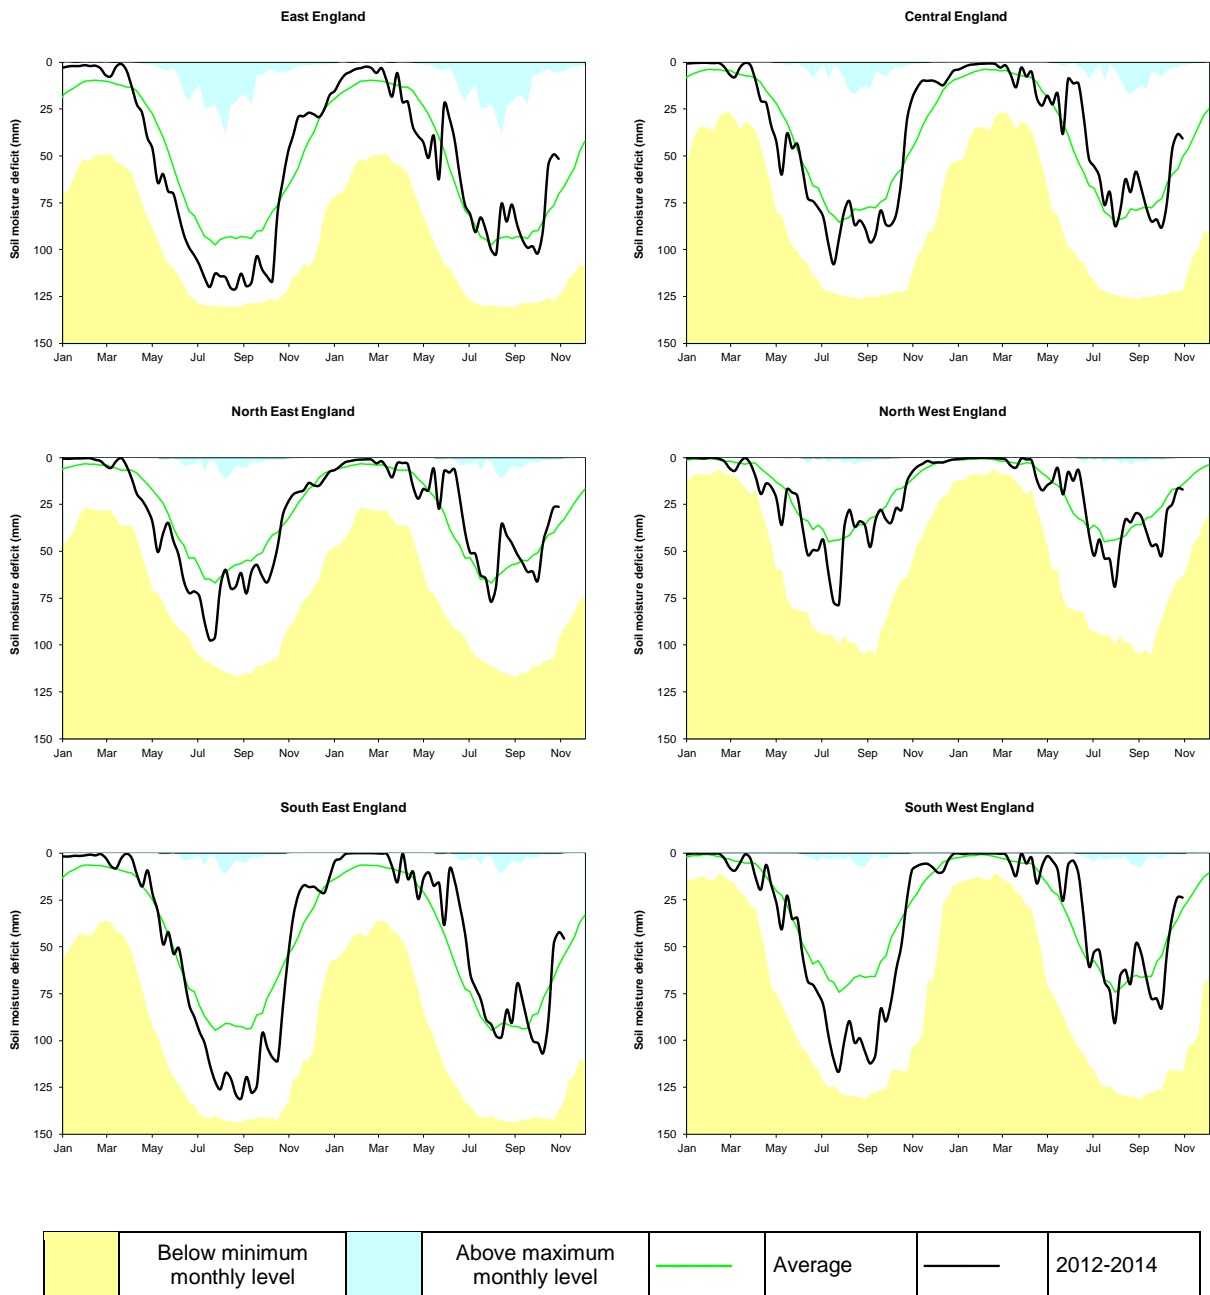 East England
Soil moisture deficit (mm)
0
25
50
75
100
125
150
Jan Mar May Jul Sep Nov Jan Mar May Jul Sep Nov
Central England
Soil moisture deficit (mm)
0
25
50
75
100
125
150
Jan Mar May Jul Sep Nov Jan Mar May Jul Sep Nov
North East England
Soil moisture deficit (mm)
0
25
50
75
100
125
150
Jan Mar May Jul Sep Nov Jan Mar May Jul Sep Nov
North West England
Soil moisture deficit (mm)
0
25
50
75
100
125
150
Jan Mar May Jul Sep Nov Jan Mar May Jul Sep Nov
South East England
Soil moisture deficit (mm)
0
25
50
75
100
125
150
Jan Mar May Jul Sep Nov Jan Mar May Jul Sep Nov
South West England
Soil moisture deficit (mm)
0
25
50
75
100
125
150
Jan Mar May Jul Sep Nov Jan Mar May Jul Sep Nov
Below minimum
monthly level
Above maximum
monthly level
Average
2012-2014